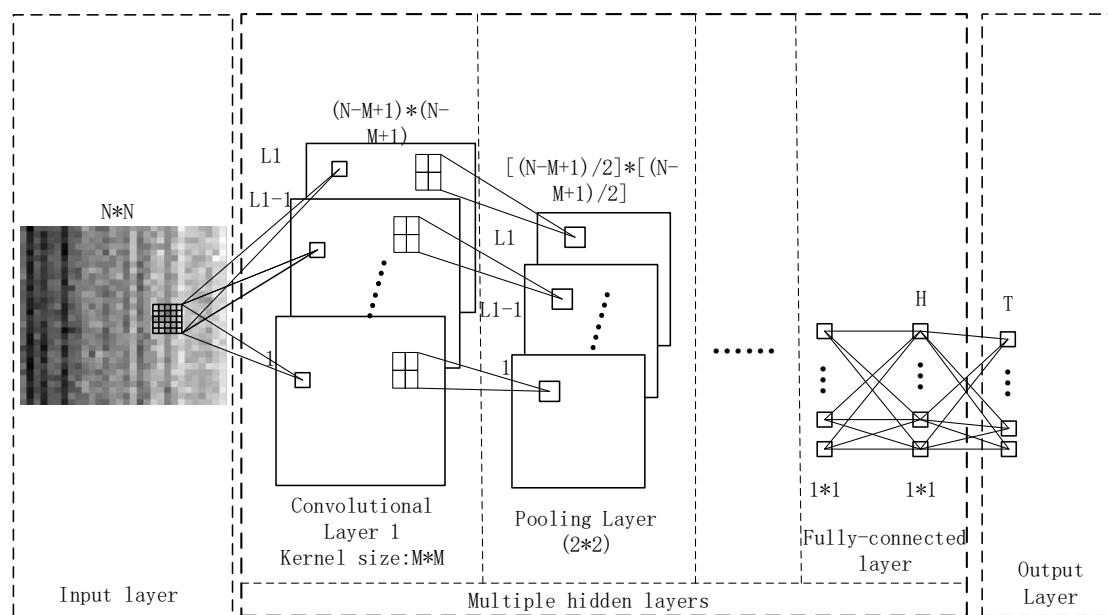 N*N
Input layer
(N-M+1)*(N-
M+1)
L1
L1-1
1
Convolutional
Layer 1
Kernel size:M*M
[(N-M+1)/2]*[(N-
M+1)/2]
L1
L1-1
1
Pooling Layer
(2*2)
H
1*1
1*1
Fully-connected
layer
Multiple hidden layers
T
Output
Layer